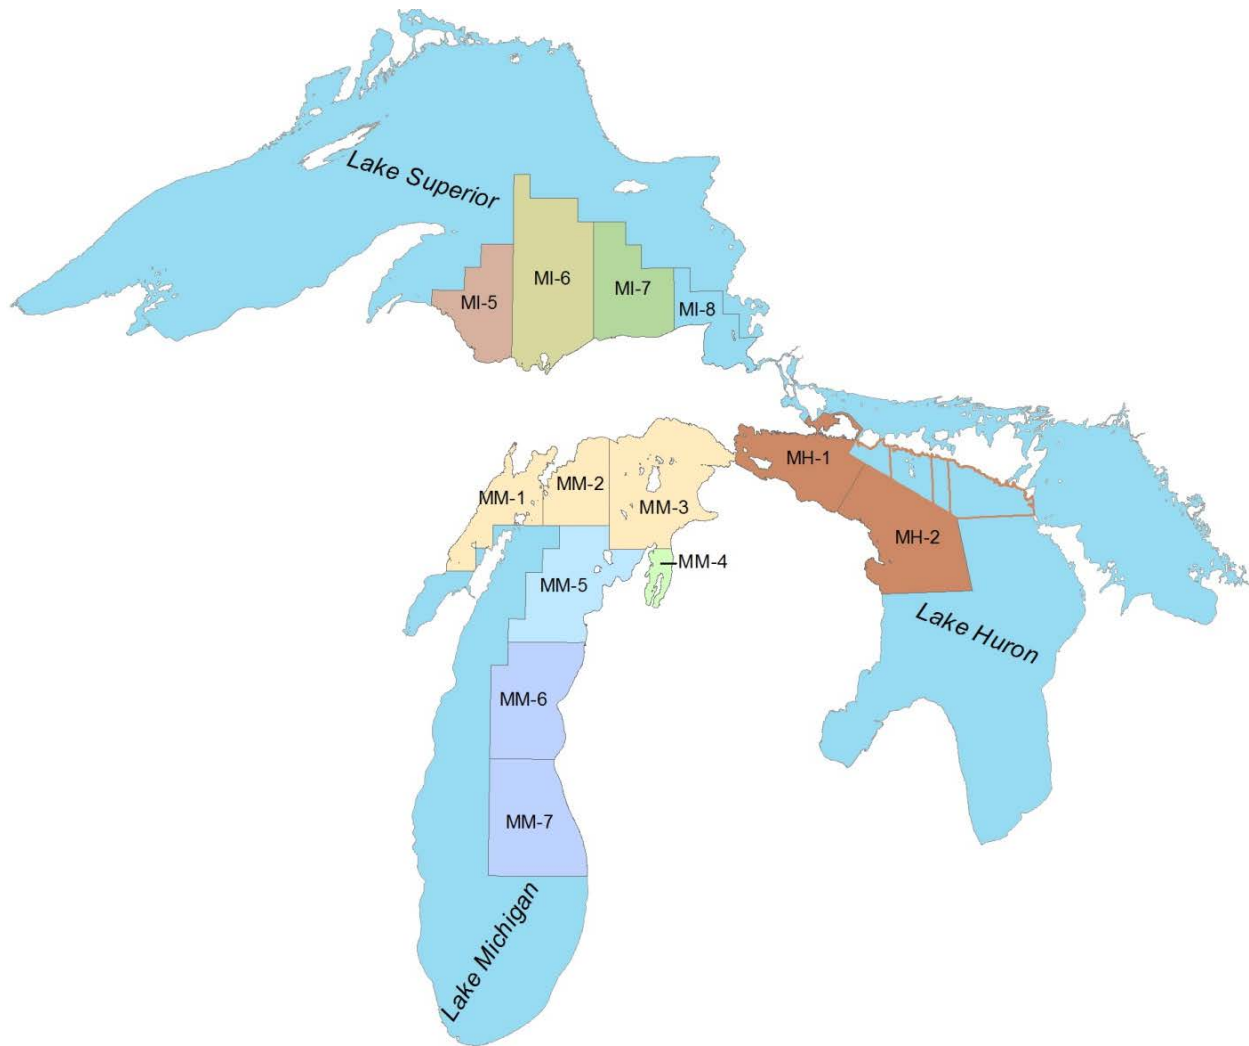 Lake Superior
MI-5
MI-6
MI-7
MI-8
MM-1
MM-2
MM-3
MH-1
MH-2
MM-4
MM-5
Lake Huron
MM-6
MM-7
Lake Michigan